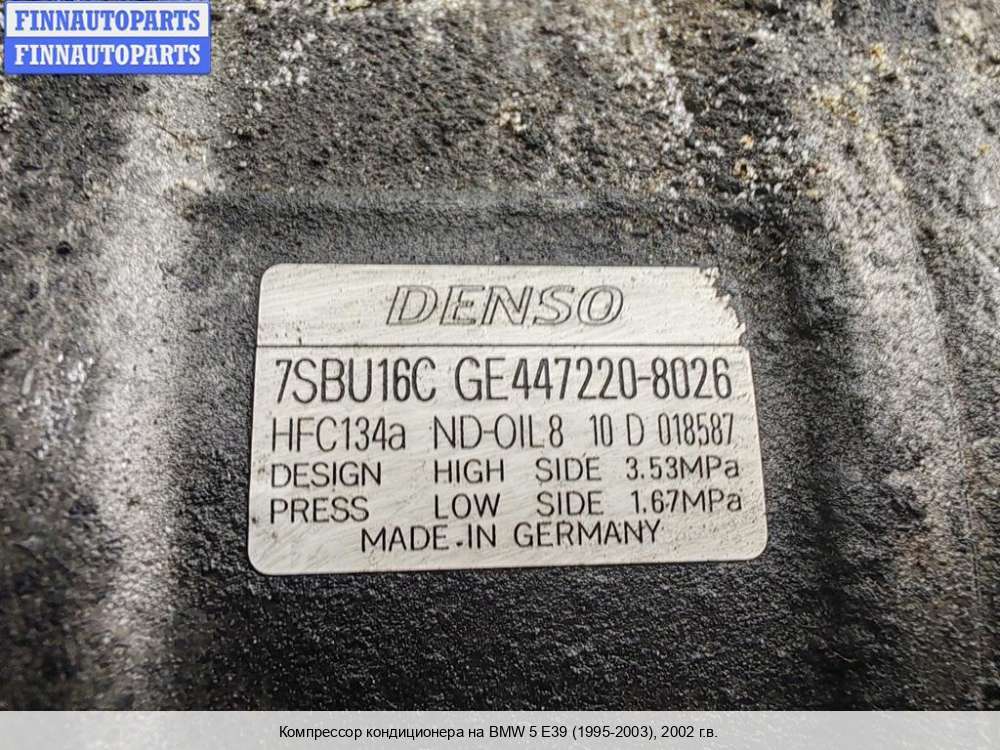 FINNAUTOPARTS
FINNAUTOPARTS
DENSO
7SBU16C GE447220-8026
HFC134a ND-OIL8 10 D 018587
DESIGN HIGH SIDE 3.53MPa
PRESS LOW SIDE 1.67MPa
MADE IN GERMANY
Компрессор кондиционера на BMW 5 E39 (1995-2003), 2002 г.в.